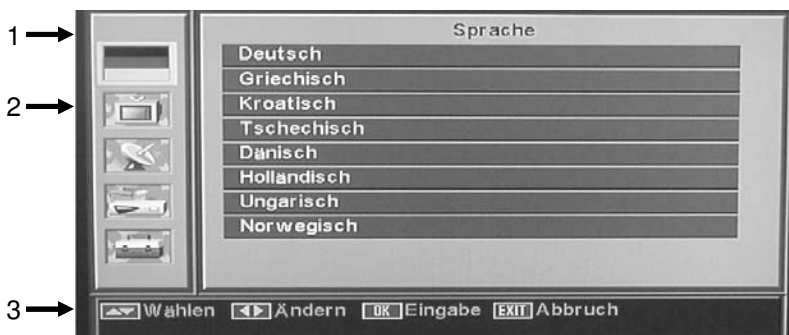 Sprache
1
Deutsch
Griechisch
2
Kroatisch
Tschechisch
Dänisch
Holländisch
Ungarisch
Norwegisch
3
Wählen Ändern OK Eingabe EXIT Abbruch